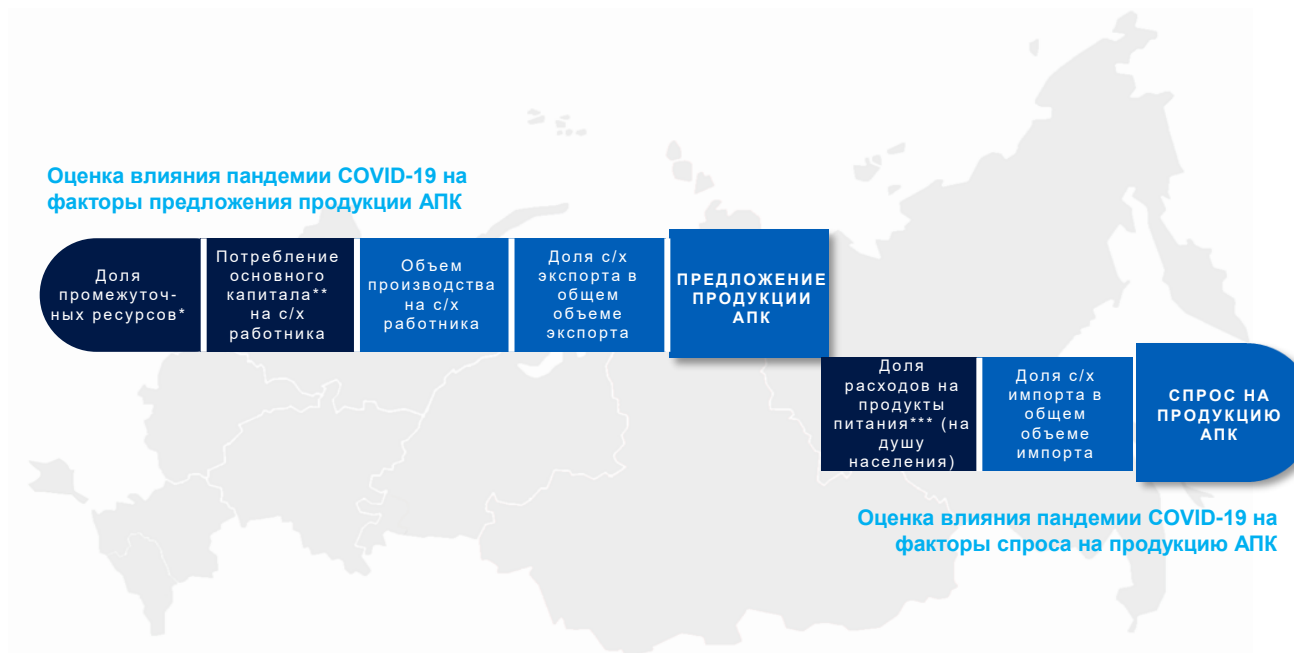 Оценка влияния пандемии COVID-19 на
факторы предложения продукции АПК
Доля
промежуточ-
ных ресурсов*
Потребление
основного
капитала**
на с/х
работника
Объем
производства
на с/х
работника
Доля с/х
экспорта в
общем
объеме
экспорта
ПРЕДЛОЖЕНИЕ
ПРОДУКЦИИ
АПК
Доля
расходов на
продукты
питания*** (на
душу
населения)
Доля с/х
импорта в
общем
объеме
импорта
СПРОС НА
ПРОДУКЦИЮ
АПК
Оценка влияния пандемии COVID-19 на
факторы спроса на продукцию АПК